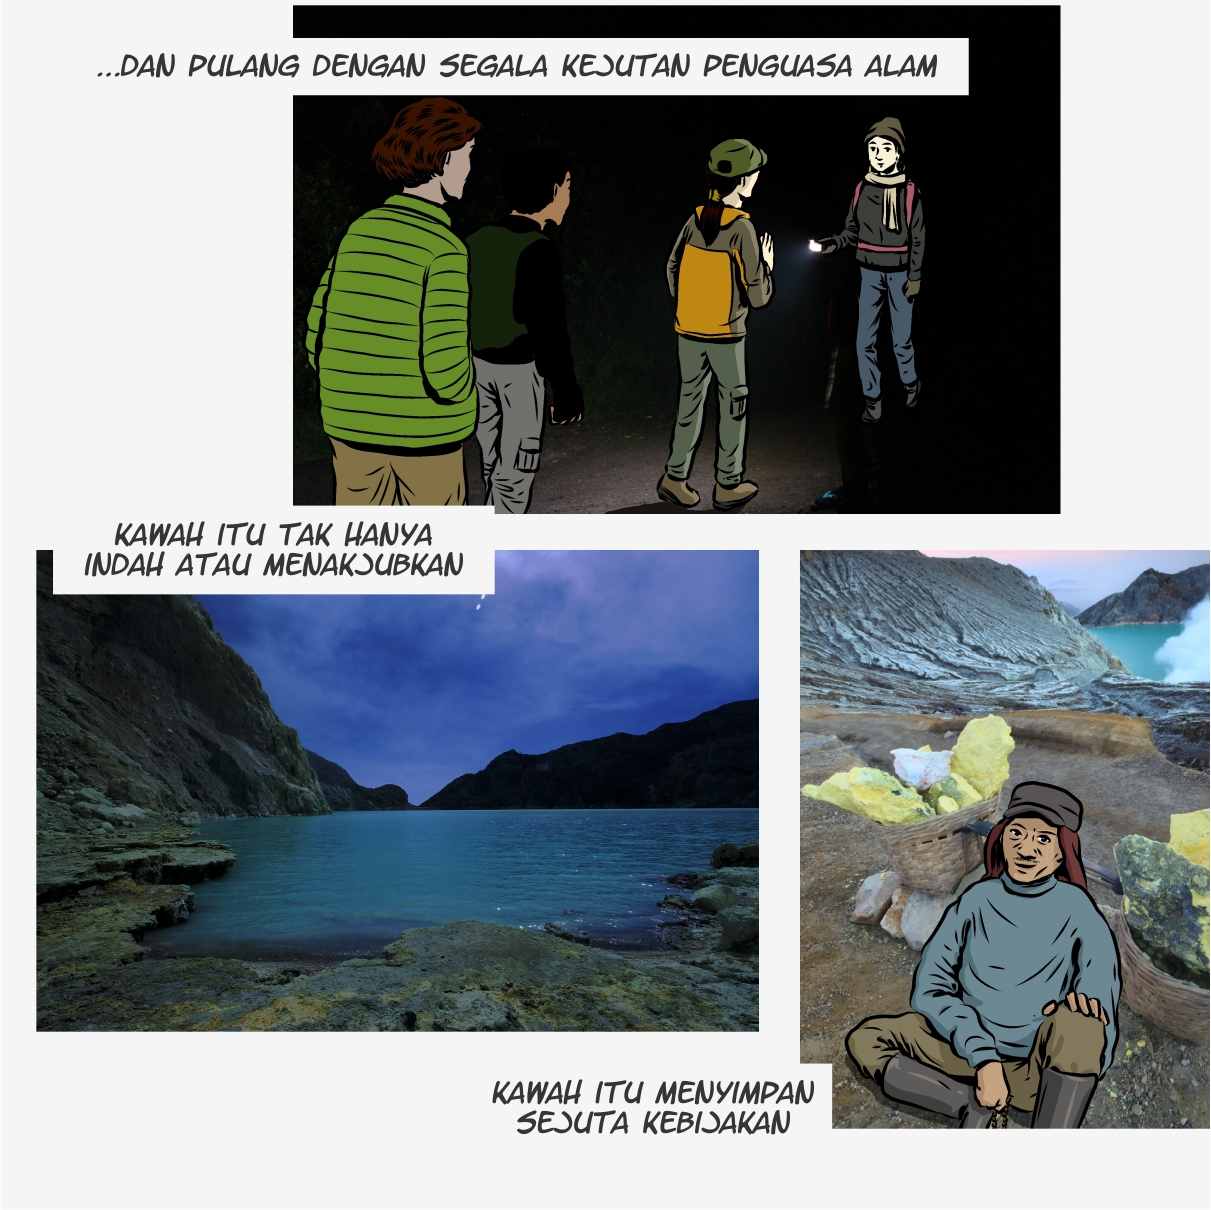 ...DAN PULANG DENGAN SEGALA KEJUTAN PENGUASA ALAM
KAWAH ITU TAK HANYA
INDAH ATAU MENAKJUBKAN
KAWAH ITU MENYIMPAN
SEJUTA KEBIJAKAN